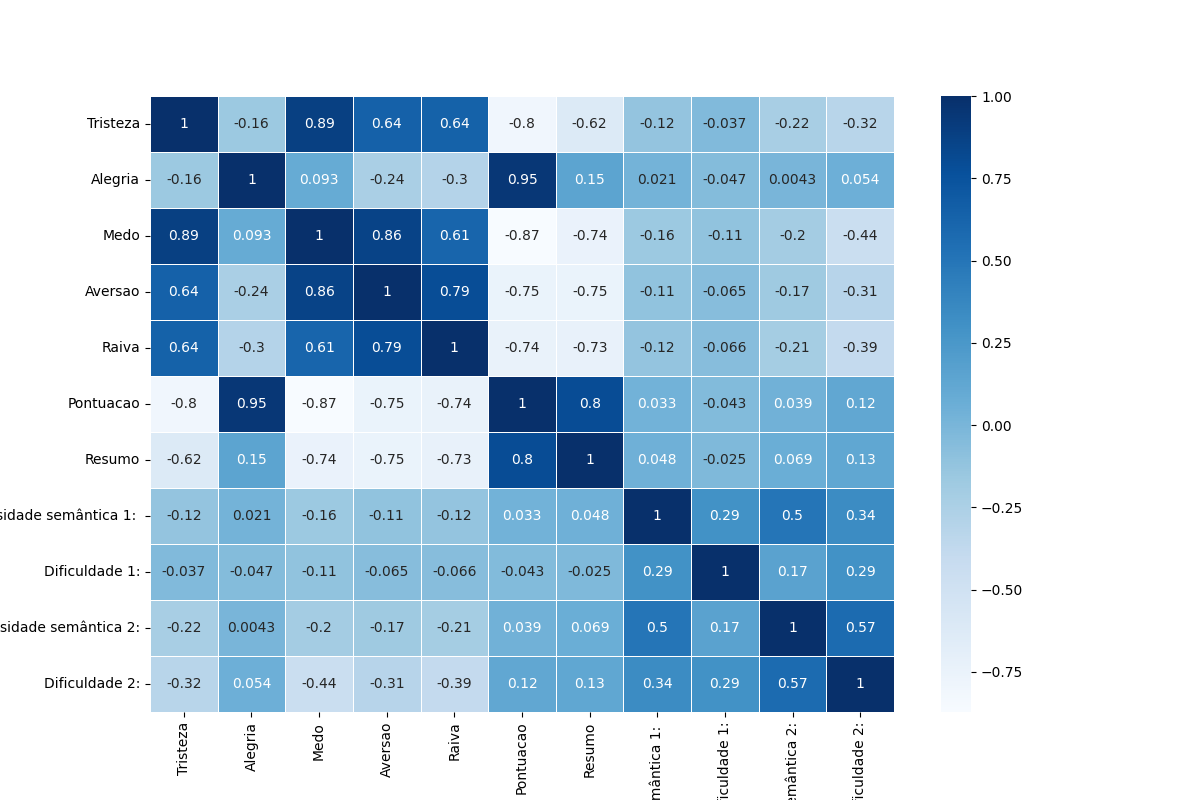 Tristeza 1 -0.16 0.89 0.64 0.64 -0.8 -0.62 -0.12 -0.037 -0.22 -0.32
Alegria -0.16 1 0.093 -0.24 -0.3 0.95 0.15 0.021 -0.047 0.0043 0.054
Medo 0.89 0.093 1 0.86 0.61 -0.87 -0.74 -0.16 -0.11 -0.2 -0.44
Aversao 0.64 -0.24 0.86 1 0.79 -0.75 -0.75 -0.11 -0.065 -0.17 -0.31
Raiva 0.64 -0.3 0.61 0.79 1 -0.74 -0.73 -0.12 -0.066 -0.21 -0.39
Pontuacao -0.8 0.95 -0.87 -0.75 -0.74 1 0.8 0.033 -0.043 0.039 0.12
Resumo -0.62 0.15 -0.74 -0.75 -0.73 0.8 1 0.048 -0.025 0.069 0.13
sidade semântica 1: -0.12 0.021 -0.16 -0.11 -0.12 0.033 0.048 1 0.29 0.5 0.34
Dificuldade 1: -0.037 -0.047 -0.11 -0.065 -0.066 -0.043 -0.025 0.29 1 0.17 0.29
sidade semântica 2: -0.22 0.0043 -0.2 -0.17 -0.21 0.039 0.069 0.5 0.17 1 0.57
Dificuldade 2: -0.32 0.054 -0.44 -0.31 -0.39 0.12 0.13 0.34 0.29 0.57 1
Tristeza
Alegria
Medo
Aversao
Raiva
Pontuacao
Resumo
mântica 1:
ficuldade 1:
emântica 2:
ficuldade 2:
1.00
0.75
0.50
0.25
0.00
−0.25
−0.50
−0.75